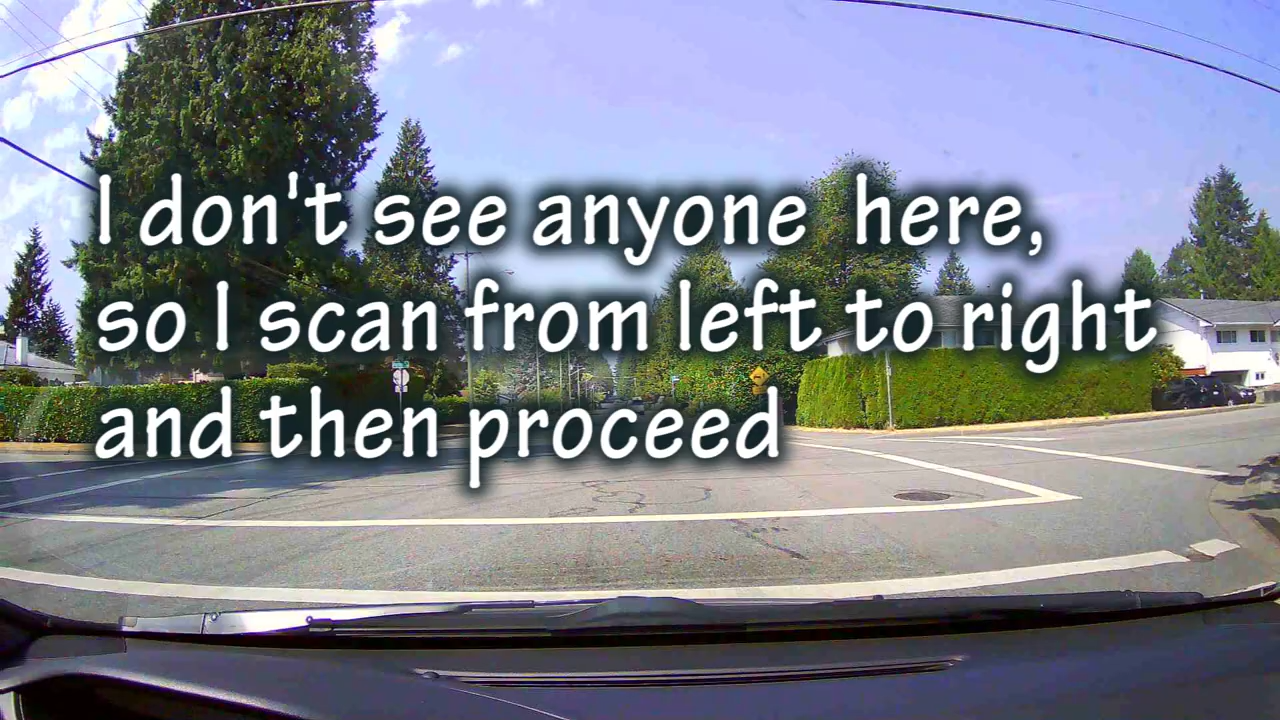 I don't see anyone here,
so I scan from left to right
and then proceed